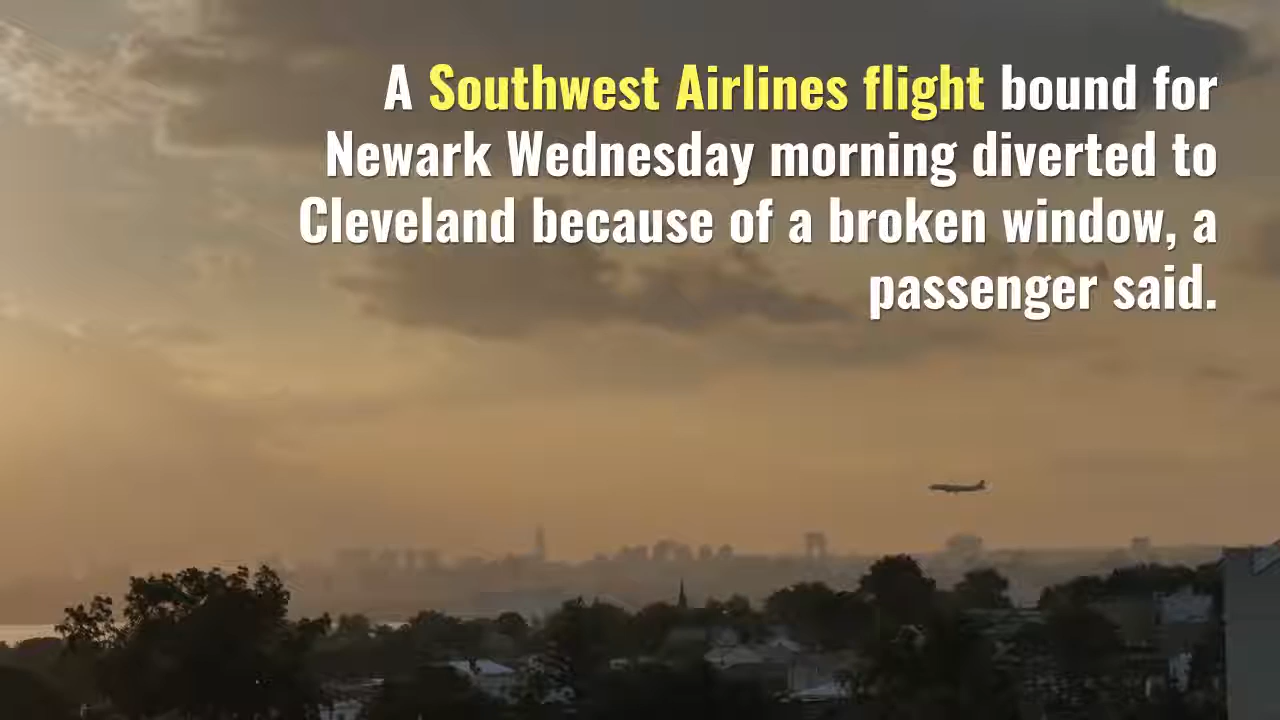 A Southwest Airlines flight bound for
Newark Wednesday morning diverted to
Cleveland because of a broken window, a
passenger said.